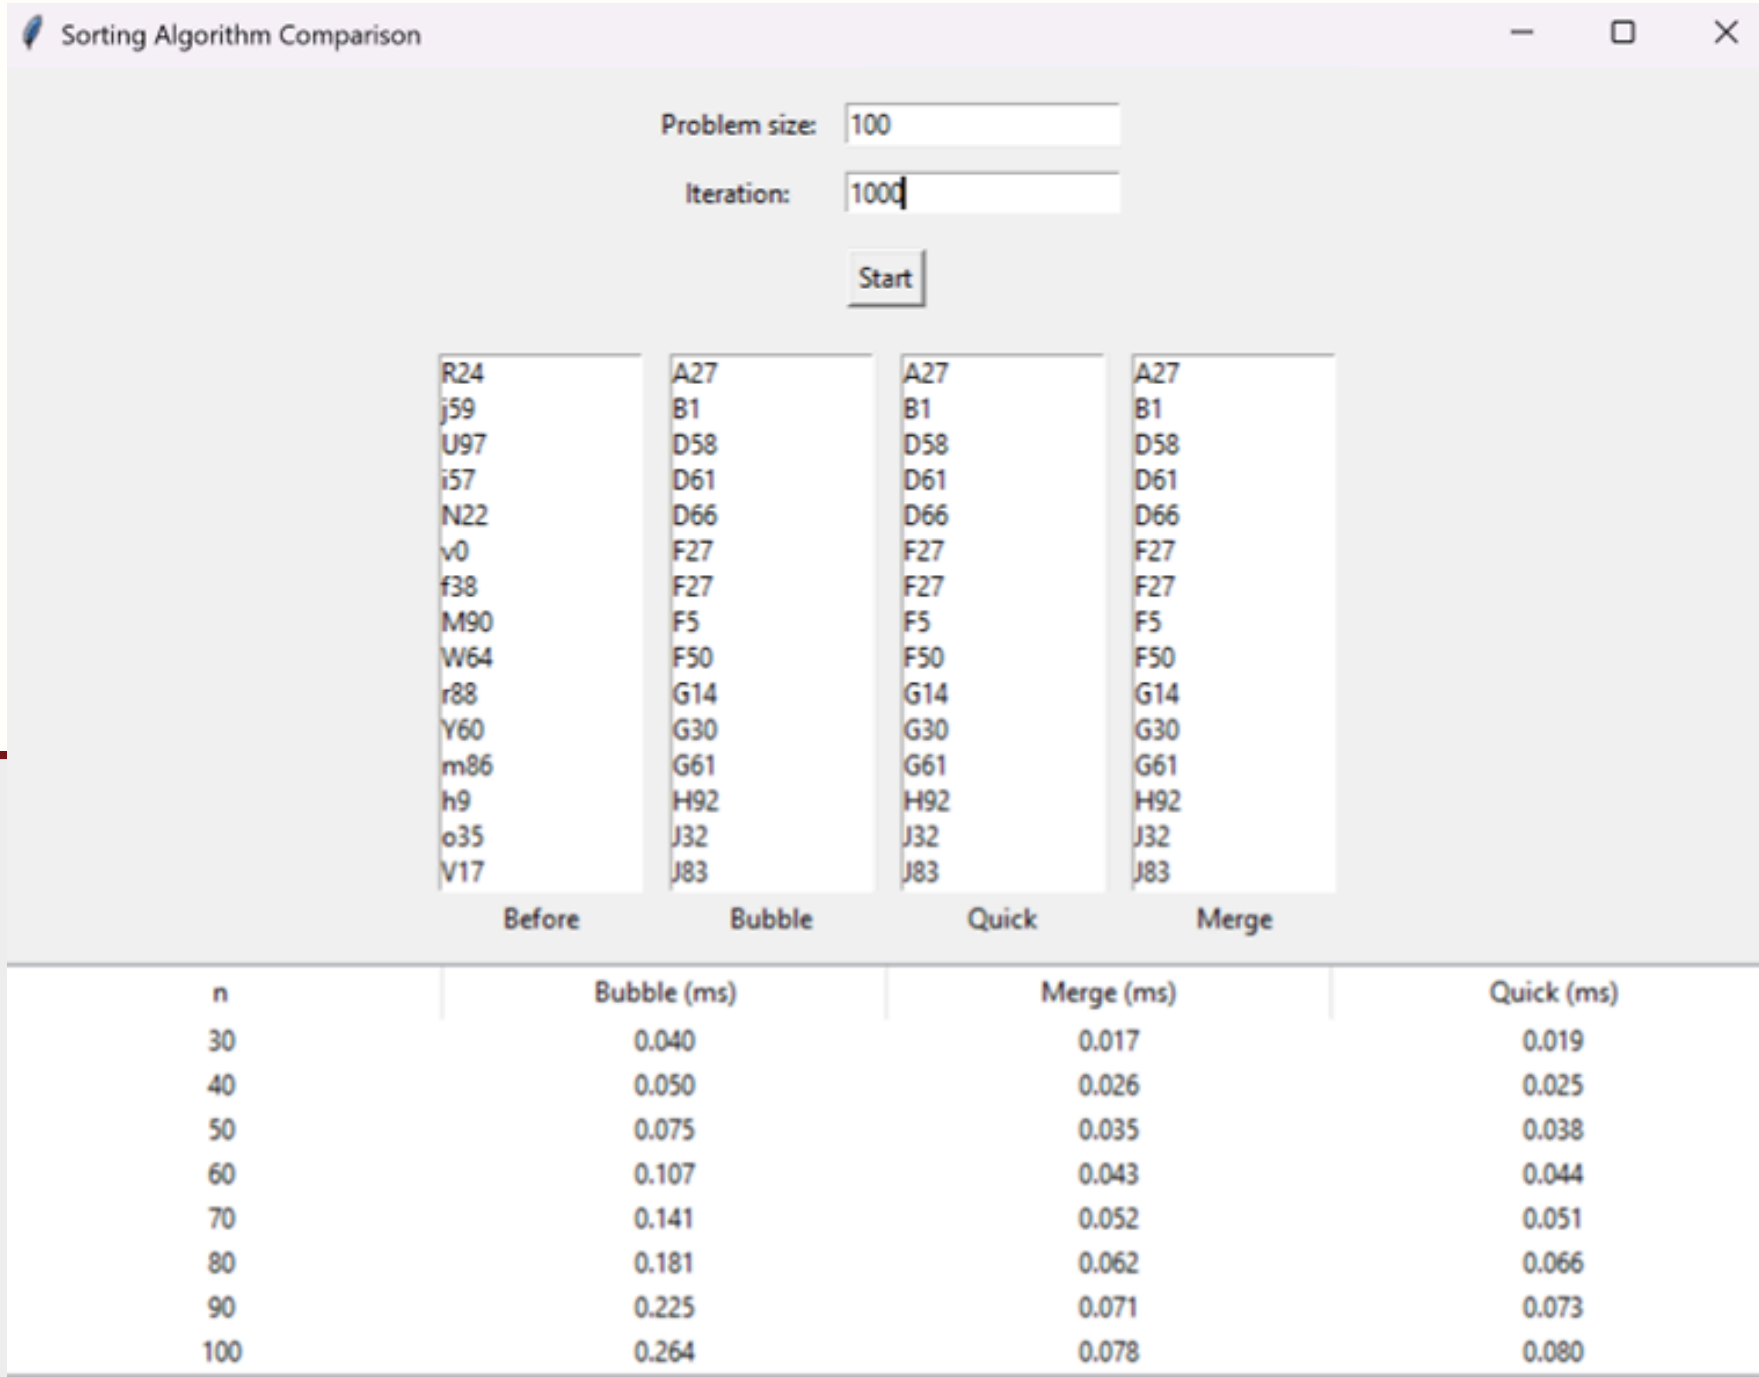 Sorting Algorithm Comparison
Problem size: 100
Iteration: 1000
Start
R24 A27 A27 A27
j59 B1 B1 B1
U97 D58 D58 D58
i57 D61 D61 D61
N22 D66 D66 D66
v0 F27 F27 F27
f38 F27 F27 F27
M90 F5 F5 F5
W64 F50 F50 F50
r88 G14 G14 G14
Y60 G30 G30 G30
m86 G61 G61 G61
h9 H92 H92 H92
o35 J32 J32 J32
V17 J83 J83 J83
Before Bubble Quick Merge
n Bubble (ms) Merge (ms) Quick (ms)
30 0.040 0.017 0.019
40 0.050 0.026 0.025
50 0.075 0.035 0.038
60 0.107 0.043 0.044
70 0.141 0.052 0.051
80 0.181 0.062 0.066
90 0.225 0.071 0.073
100 0.264 0.078 0.080